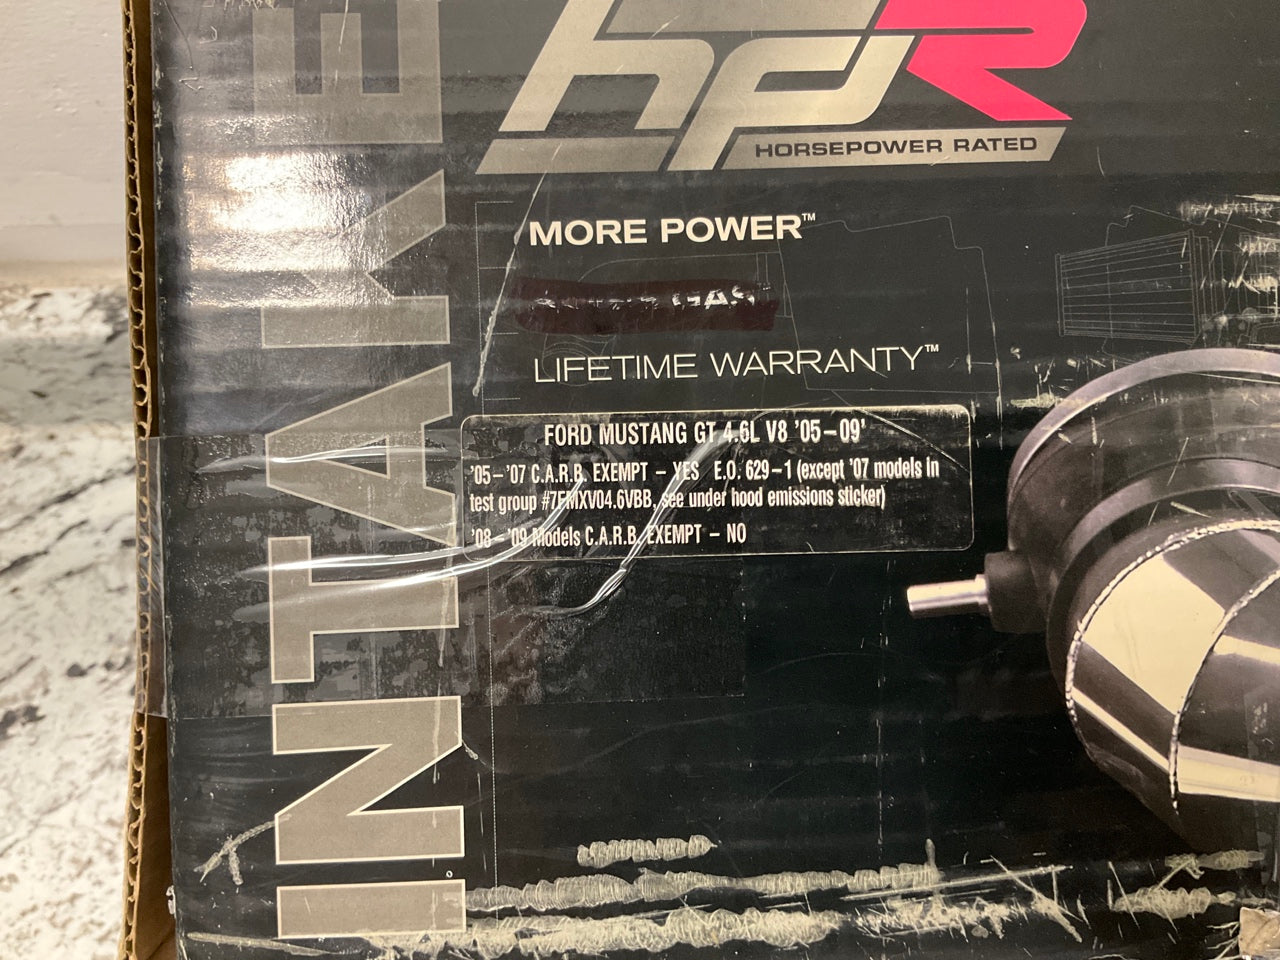 hpR
HORSEPOWER RATED
INTAKE
MORE POWER™
GAS
LIFETIME WARRANTY™
FORD MUSTANG GT 4.6L V8 '05-09'
'05-'07 C.A.R.B. EXEMPT - YES E.O. 629-1 (except '07 models in
test group #7FMXV04.6VBB, see under hood emissions sticker)
'08-'09 Models C.A.R.B. EXEMPT - NO